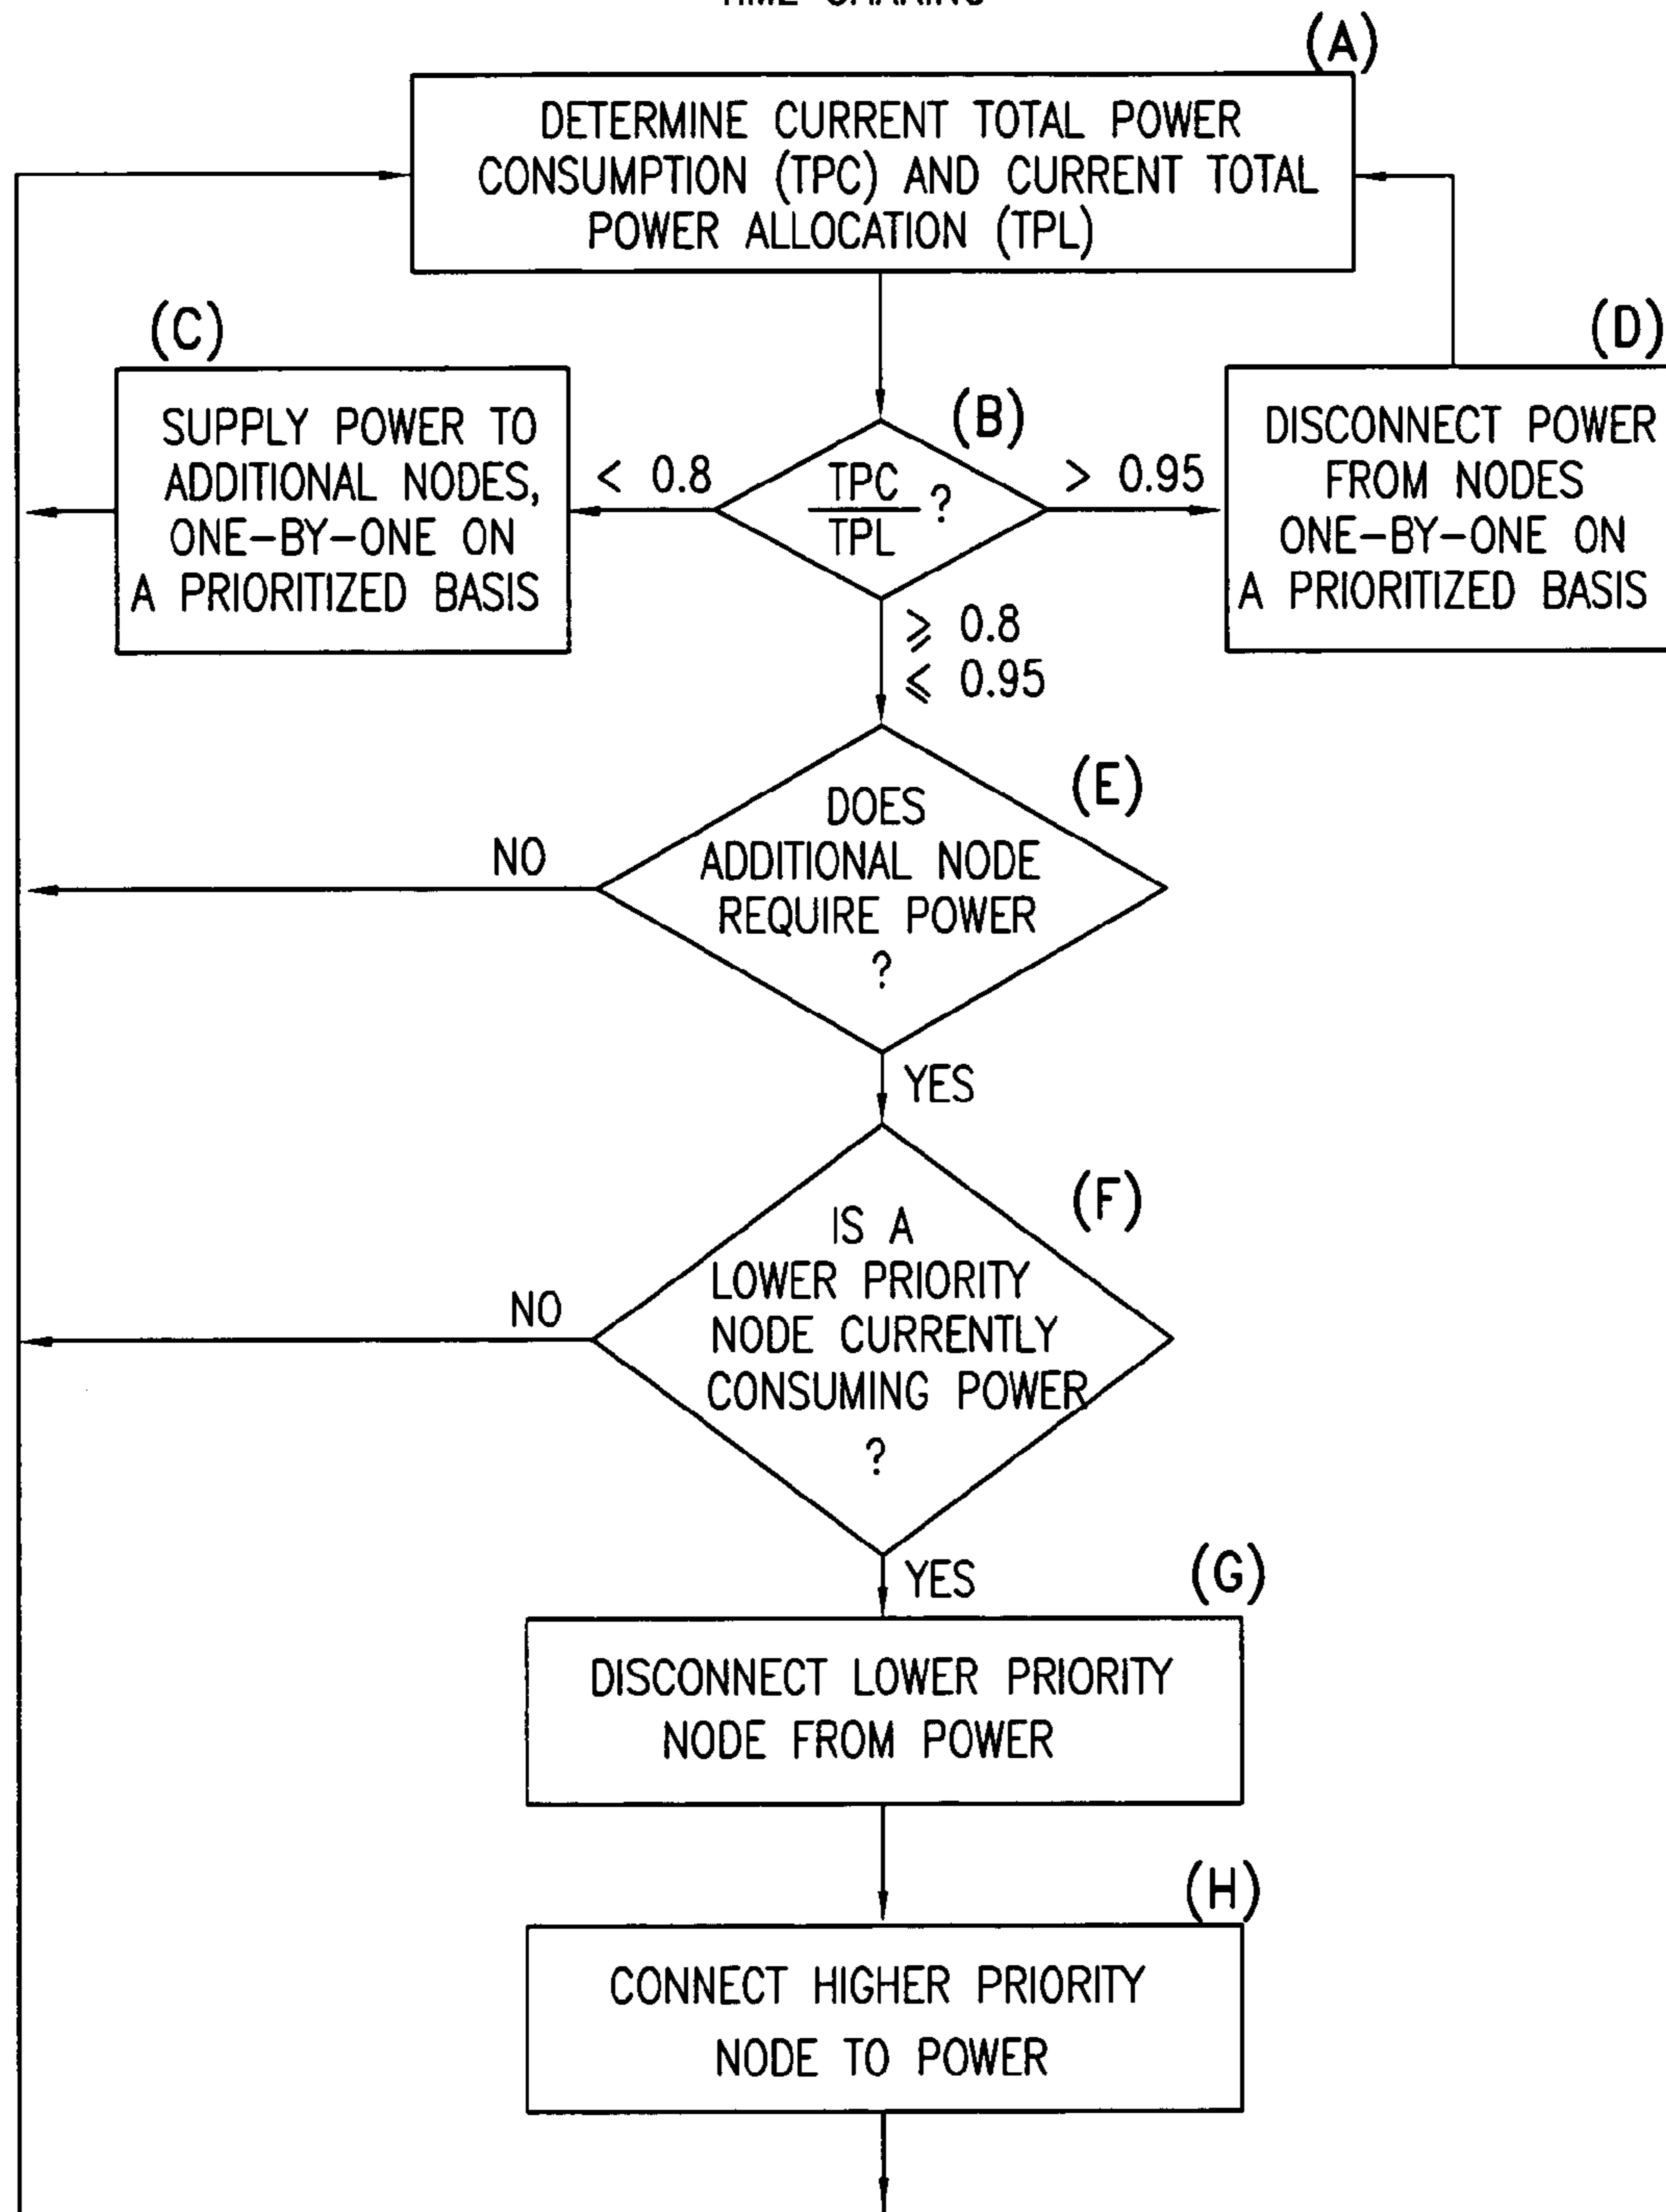 (A)
DETERMINE CURRENT TOTAL POWER
CONSUMPTION (TPC) AND CURRENT TOTAL
POWER ALLOCATION (TPL)
(C)
SUPPLY POWER TO
ADDITIONAL NODES,
ONE-BY-ONE ON
A PRIORITIZED BASIS
< 0.8
(B)
TPC
TPL
?
> 0.95
(D)
DISCONNECT POWER
FROM NODES
ONE-BY-ONE ON
A PRIORITIZED BASIS
⩾ 0.8
⩽ 0.95
(E)
DOES
ADDITIONAL NODE
REQUIRE POWER
?
NO
YES
(F)
IS A
LOWER PRIORITY
NODE CURRENTLY
CONSUMING POWER
?
NO
YES
(G)
DISCONNECT LOWER PRIORITY
NODE FROM POWER
(H)
CONNECT HIGHER PRIORITY
NODE TO POWER